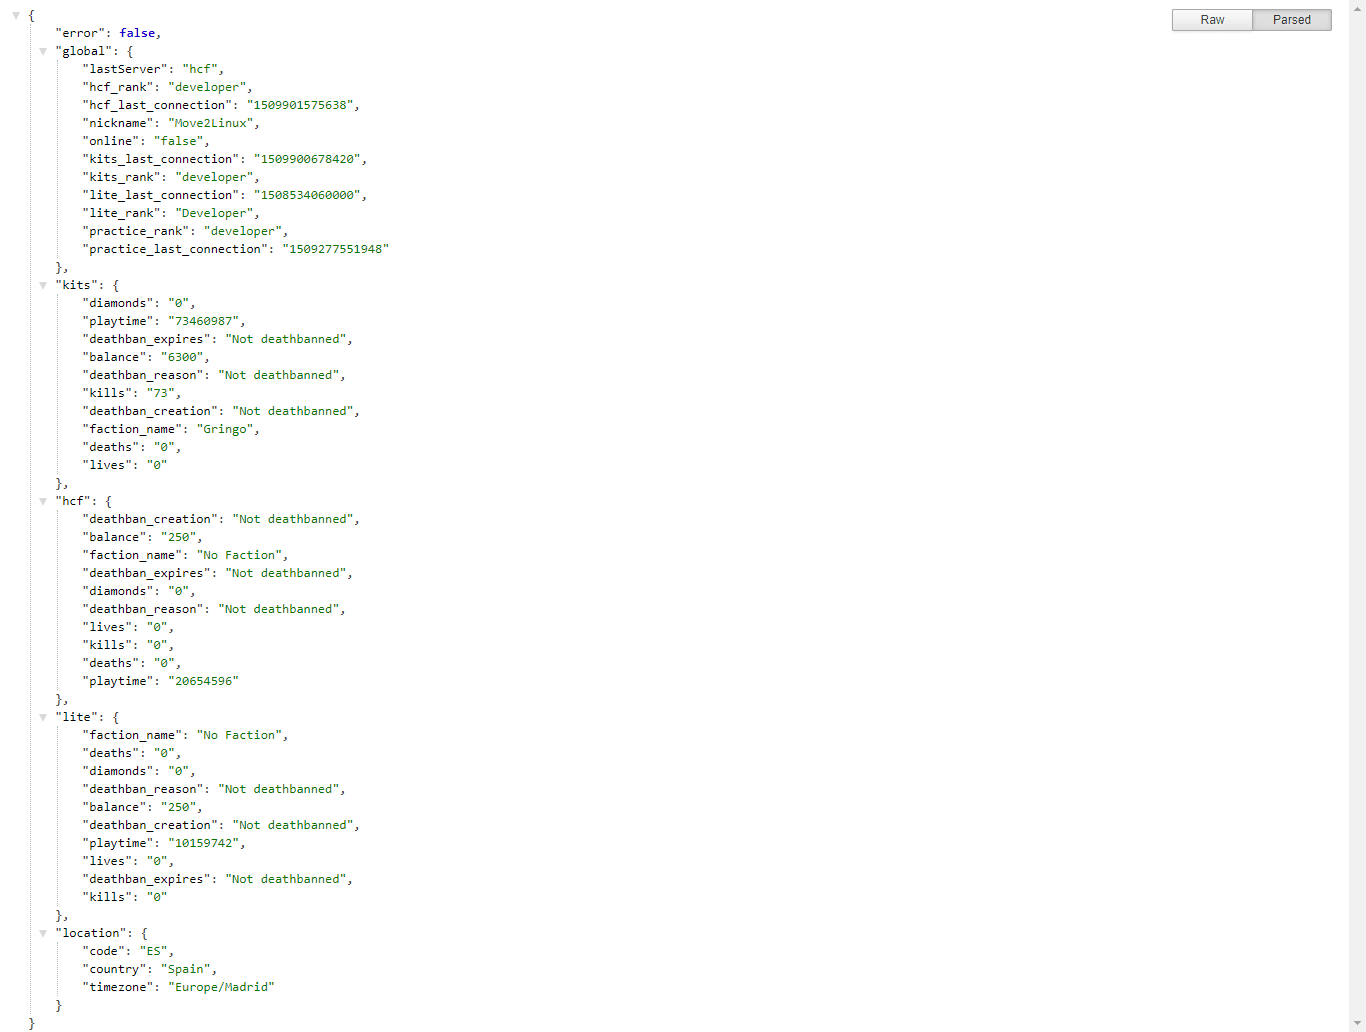 Raw Parsed
{
"error": false,
"global": {
"lastServer": "hcf",
"hcf_rank": "developer",
"hcf_last_connection": "1509901575638",
"nickname": "Move2Linux",
"online": "false",
"kits_last_connection": "1509900678420",
"kits_rank": "developer",
"lite_last_connection": "1508534060000",
"lite_rank": "Developer",
"practice_rank": "developer",
"practice_last_connection": "1509277551948"
},
"kits": {
"diamonds": "0",
"playtime": "73460987",
"deathban_expires": "Not deathbanned",
"balance": "6300",
"deathban_reason": "Not deathbanned",
"kills": "73",
"deathban_creation": "Not deathbanned",
"faction_name": "Gringo",
"deaths": "0",
"lives": "0"
},
"hcf": {
"deathban_creation": "Not deathbanned",
"balance": "250",
"faction_name": "No Faction",
"deathban_expires": "Not deathbanned",
"diamonds": "0",
"deathban_reason": "Not deathbanned",
"lives": "0",
"kills": "0",
"deaths": "0",
"playtime": "20654596"
},
"lite": {
"faction_name": "No Faction",
"deaths": "0",
"diamonds": "0",
"deathban_reason": "Not deathbanned",
"balance": "250",
"deathban_creation": "Not deathbanned",
"playtime": "10159742",
"lives": "0",
"deathban_expires": "Not deathbanned",
"kills": "0"
},
"location": {
"code": "ES",
"country": "Spain",
"timezone": "Europe/Madrid"
}
}